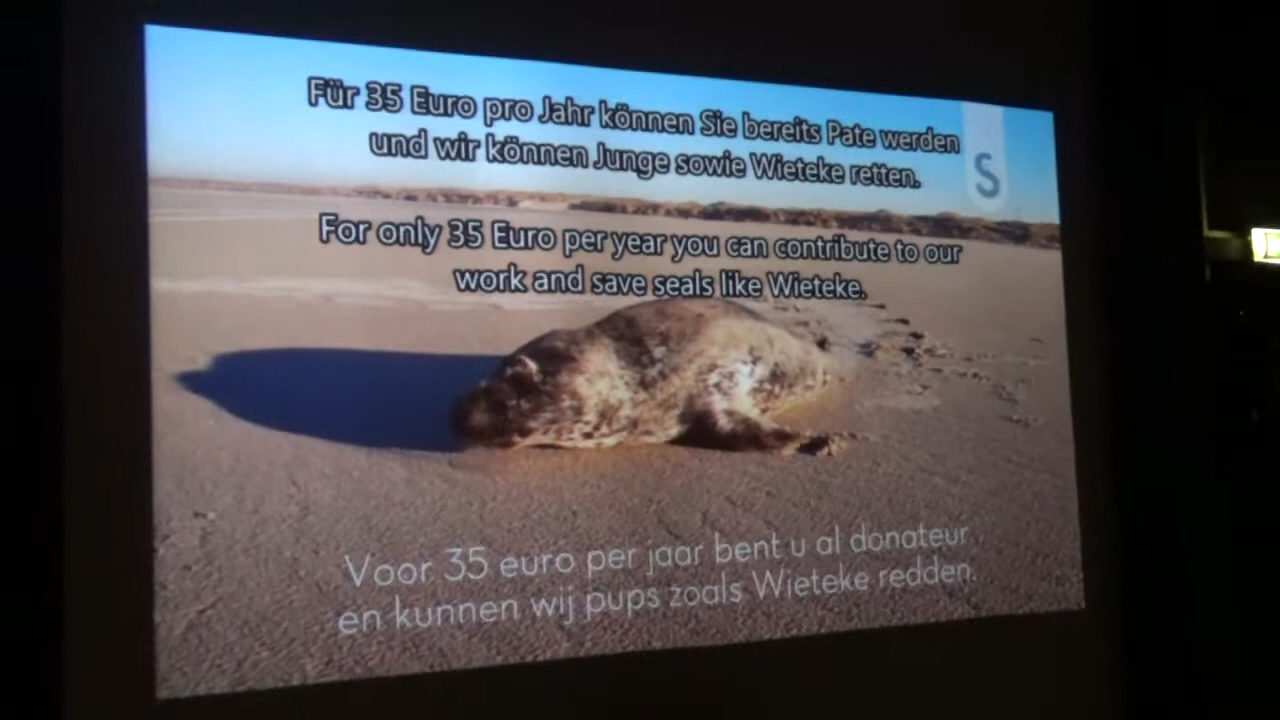 Für 35 Euro pro Jahr können Sie bereits Pate werden
und wir können Junge sowie Wieteke retten.
S
For only 35 Euro per year you can contribute to our
work and save seals like Wieteke.
Voor 35 euro per jaar bent u al donateur
en kunnen wij pups zoals Wieteke redden.